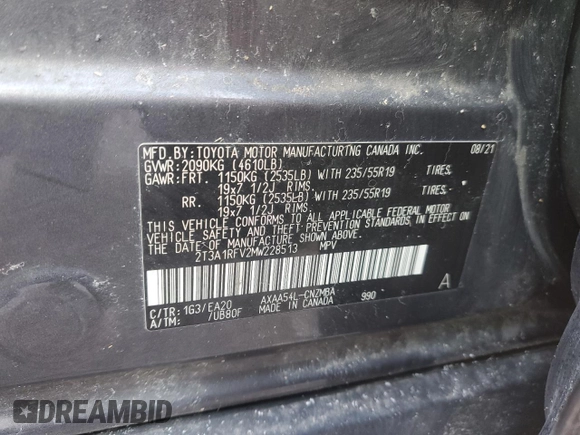 MFD.BY:TOYOTA MOTOR MANUFACTURTNG CANADA INC. 08/21
GVWR:2090KG (4610LB)
GAWR:FRT. 1150KG (2535LB) WITH 235/55R19 TIRES.
19x7 1/2J RIMS.
RR. 1150KG (2535LB) WITH 235/55R19 TIRES.
19x7 1/2J RIMS.
THIS VEHICLE CONFORMS TO ALL APPLICABLE FEDERAL MOTOR
VEHICLE SAFETY AND THEFT PREVENTION STANDARDS IN EFFECT
ON THE DATE OF MANUFACTURE SHOWN ABOVE.
2T3A1RFV2MW228513 MPV
A
C/TR: 1G3/EA20 AXAA54L-CNZMBA 990
A/TM: /UB80F MADE IN CANADA
DREAMBID